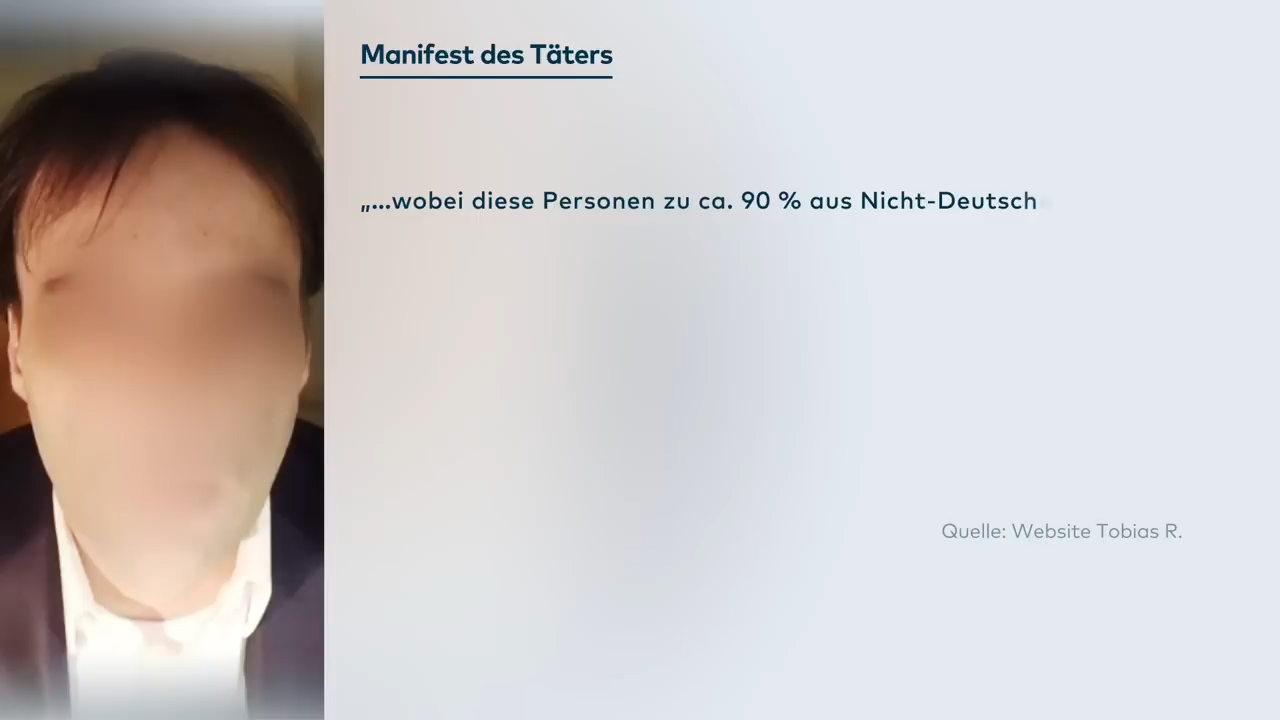 Manifest des Täters
„...wobei diese Personen zu ca. 90 % aus Nicht-Deutsch
Quelle: Website Tobias R.